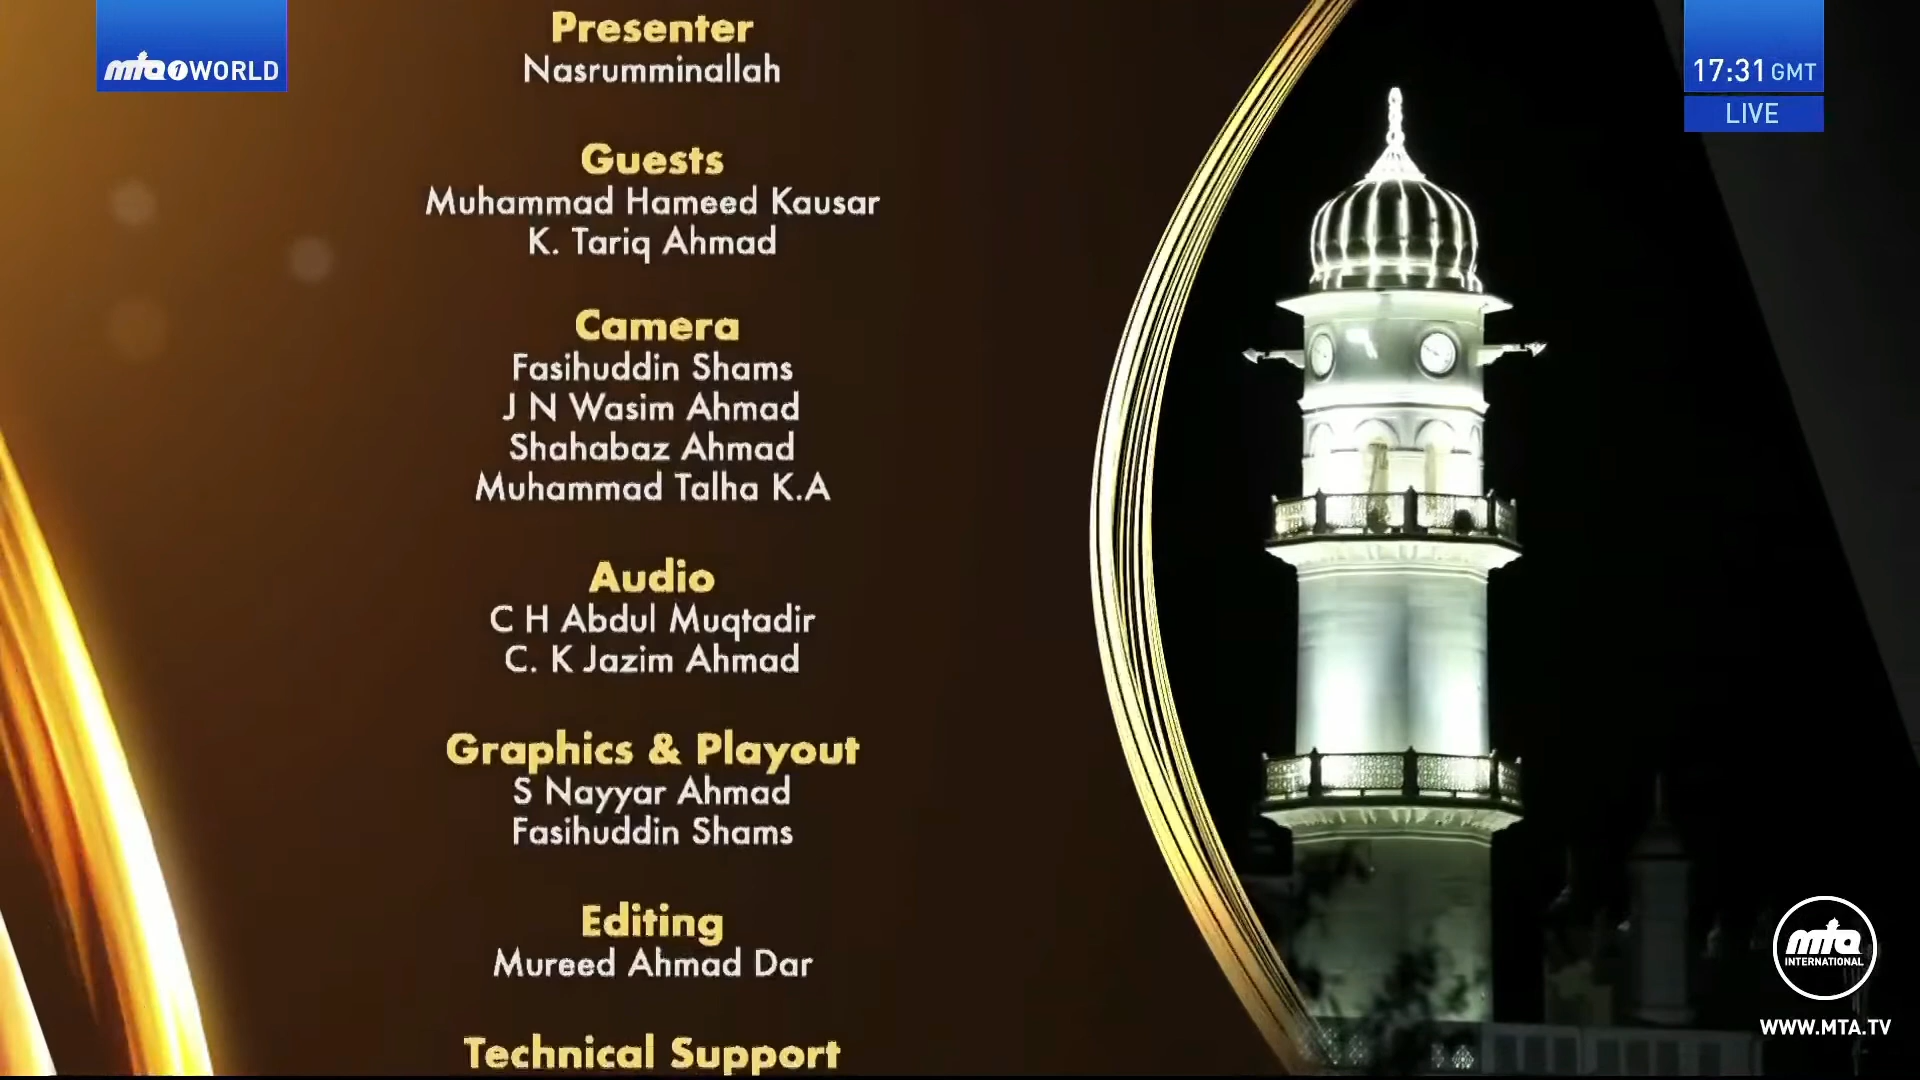 mta1 WORLD
17:31 GMT
LIVE
Presenter
Nasrumminallah
Guests
Muhammad Hameed Kausar
K. Tariq Ahmad
Camera
Fasihuddin Shams
J N Wasim Ahmad
Shahabaz Ahmad
Muhammad Talha K.A
Audio
C H Abdul Muqtadir
C. K Jazim Ahmad
Graphics & Playout
S Nayyar Ahmad
Fasihuddin Shams
Editing
Mureed Ahmad Dar
Technical Support
mta
INTERNATIONAL
WWW.MTA.TV